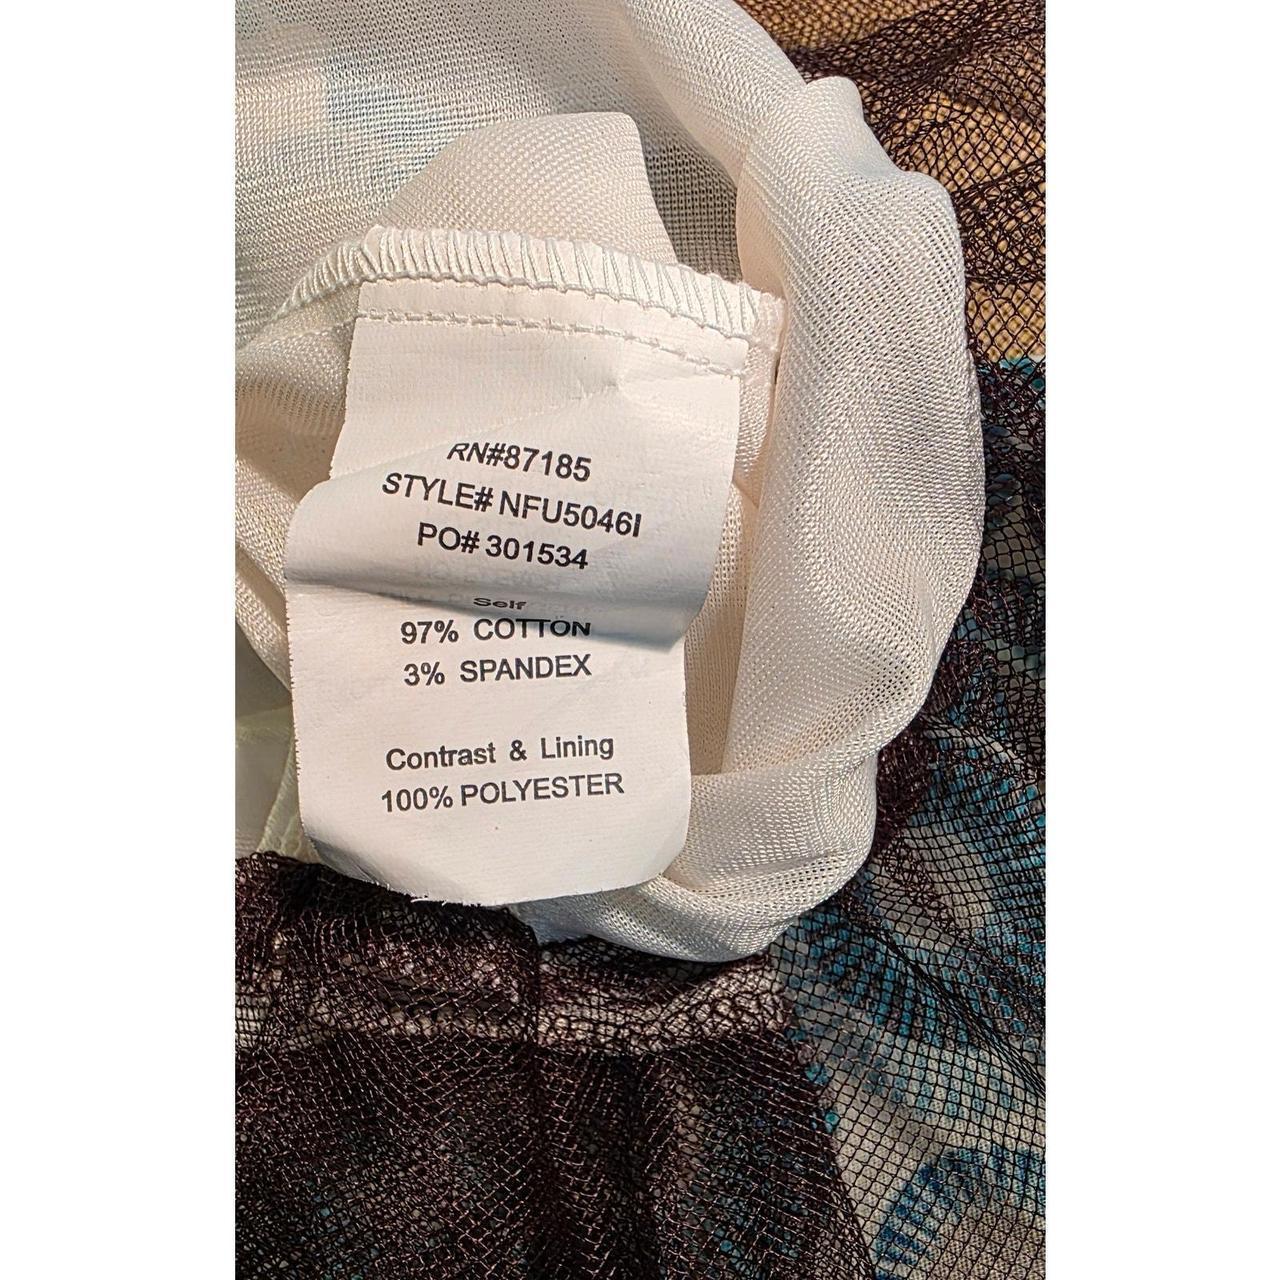 RN#87185
STYLE# NFU5046I
PO# 301534
Self
97% COTTON
3% SPANDEX
Contrast & Lining
100% POLYESTER